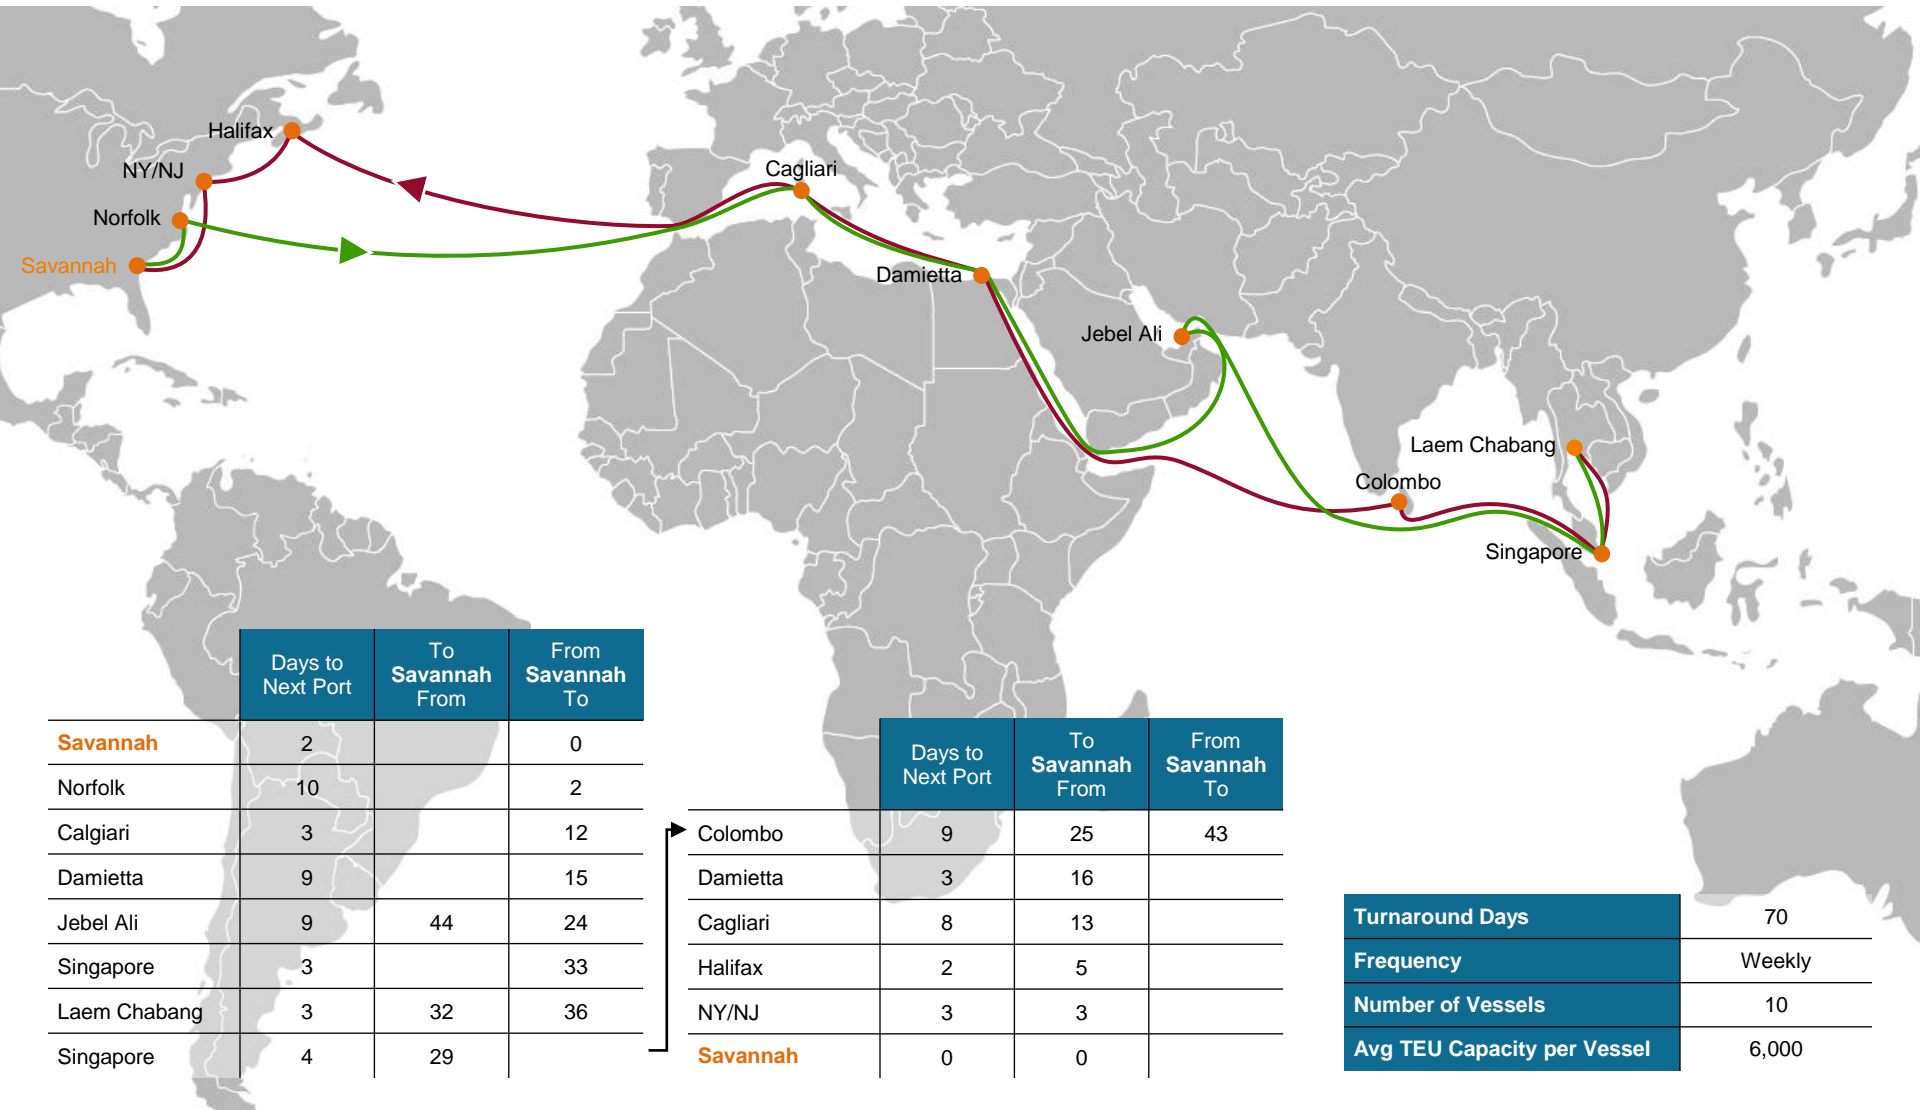 Halifax
NY/NJ
Norfolk
Savannah
Cagliari
Damietta
Jebel Ali
Laem Chabang
Colombo
Singapore
Days to
Next Port
To
Savannah
From
From
Savannah
To
Savannah 2 0
Norfolk 10 2
Calgiari 3 12
Damietta 9 15
Jebel Ali 9 44 24
Singapore 3 33
Laem Chabang 3 32 36
Singapore 4 29
Days to
Next Port
To
Savannah
From
From
Savannah
To
Colombo 9 25 43
Damietta 3 16
Cagliari 8 13
Halifax 2 5
NY/NJ 3 3
Savannah 0 0
Turnaround Days 70
Frequency Weekly
Number of Vessels 10
Avg TEU Capacity per Vessel 6,000